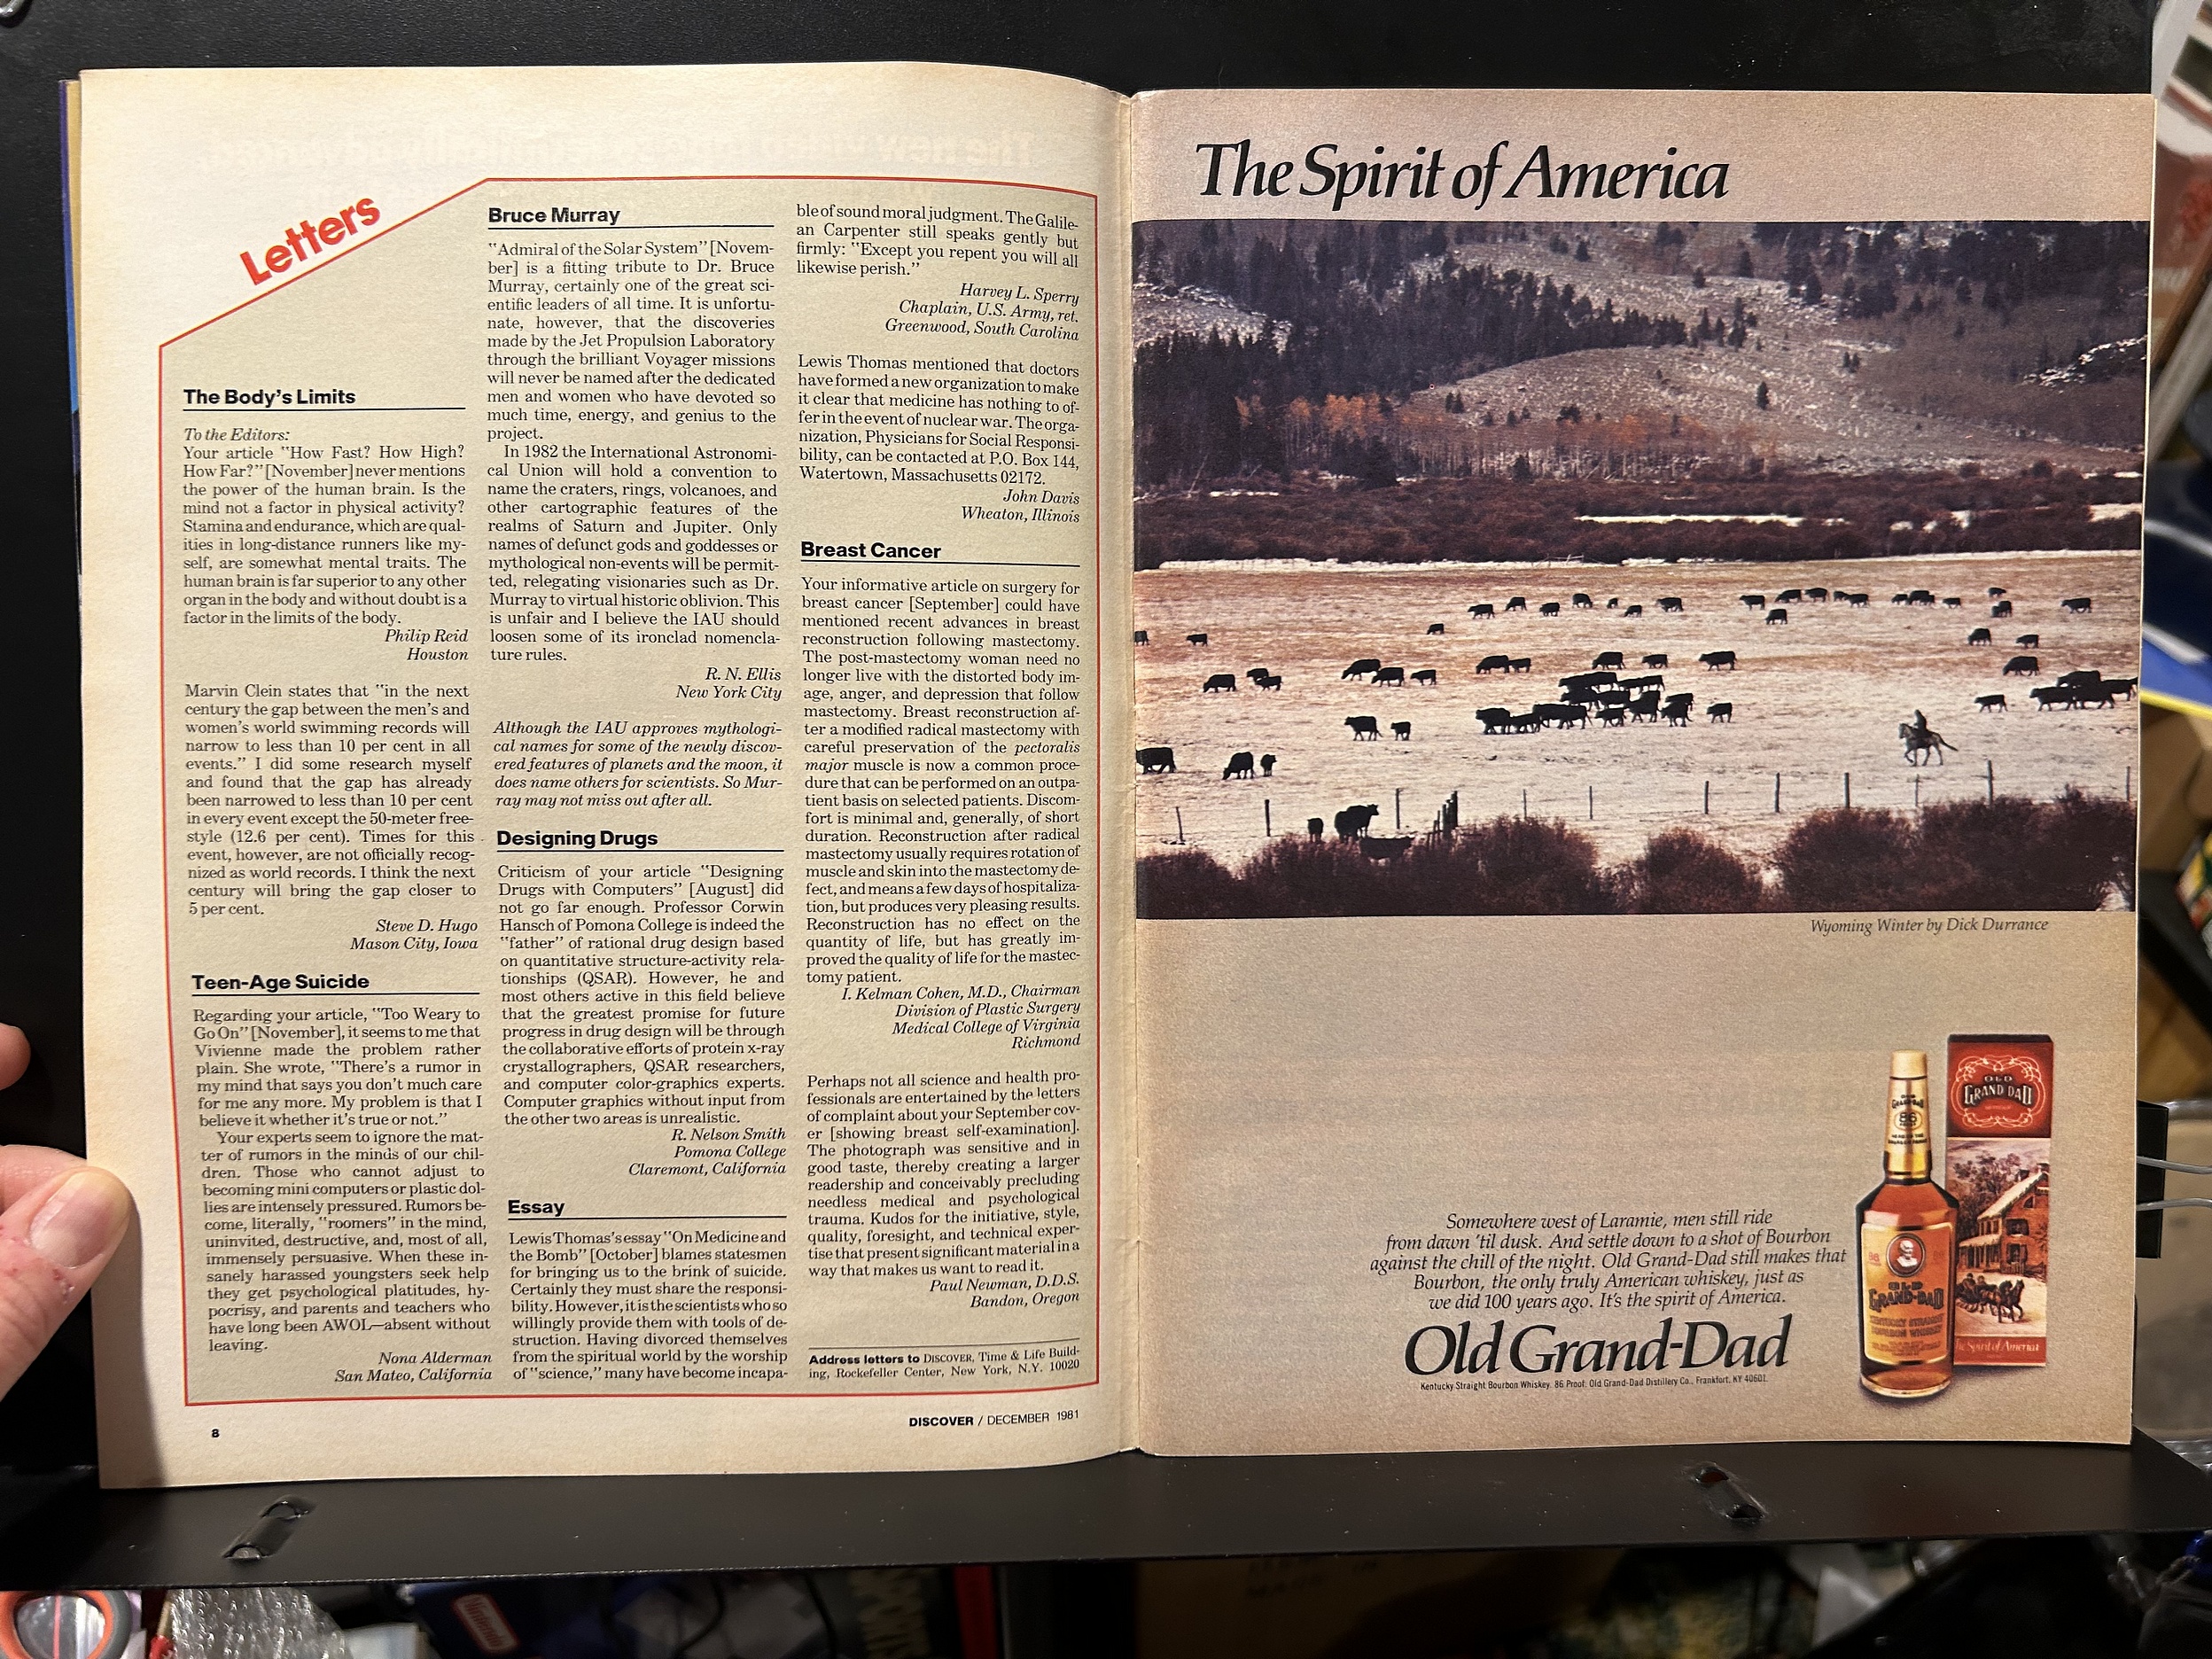 Letters
The Body's Limits
To the Editors:
Your article "How Fast? How High?
How Far?" [November] never mentions
the power of the human brain. Is the
mind not a factor in physical activity?
Stamina and endurance, which are qual-
ities in long-distance runners like my-
self, are somewhat mental traits. The
human brain is far superior to any other
organ in the body and without doubt is a
factor in the limits of the body.
Philip Reid
Houston
Marvin Clein states that "in the next
century the gap between the men's and
women's world swimming records will
narrow to less than 10 per cent in all
events." I did some research myself
and found that the gap has already
been narrowed to less than 10 per cent
in every event except the 50-meter free-
style (12.6 per cent). Times for this
event, however, are not officially recog-
nized as world records. I think the next
century will bring the gap closer to
5 per cent.
Steve D. Hugo
Mason City, Iowa
Teen-Age Suicide
Regarding your article, "Too Weary to
Go On" [November], it seems to me that
Vivienne made the problem rather
plain. She wrote, "There's a rumor in
my mind that says you don't much care
for me any more. My problem is that I
believe it whether it's true or not."
Your experts seem to ignore the mat-
ter of rumors in the minds of our chil-
dren. Those who cannot adjust to
becoming mini computers or plastic dol-
lies are intensely pressured. Rumors be-
come, literally, "roomers" in the mind,
uninvited, destructive, and, most of all,
immensely persuasive. When these in-
sanely harassed youngsters seek help
they get psychological platitudes, hy-
pocrisy, and parents and teachers who
have long been AWOL—absent without
leaving.
Nona Alderman
San Mateo, California
Bruce Murray
"Admiral of the Solar System" [Novem-
ber] is a fitting tribute to Dr. Bruce
Murray, certainly one of the great sci-
entific leaders of all time. It is unfortu-
nate, however, that the discoveries
made by the Jet Propulsion Laboratory
through the brilliant Voyager missions
will never be named after the dedicated
men and women who have devoted so
much time, energy, and genius to the
project.
In 1982 the International Astronomi-
cal Union will hold a convention to
name the craters, rings, volcanoes, and
other cartographic features of the
realms of Saturn and Jupiter. Only
names of defunct gods and goddesses or
mythological non-events will be permit-
ted, relegating visionaries such as Dr.
Murray to virtual historic oblivion. This
is unfair and I believe the IAU should
loosen some of its ironclad nomencla-
ture rules.
R. N. Ellis
New York City
Although the IAU approves mythologi-
cal names for some of the newly discov-
ered features of planets and the moon, it
does name others for scientists. So Mur-
ray may not miss out after all.
Designing Drugs
Criticism of your article "Designing
Drugs with Computers" [August] did
not go far enough. Professor Corwin
Hansch of Pomona College is indeed the
"father" of rational drug design based
on quantitative structure-activity rela-
tionships (QSAR). However, he and
most others active in this field believe
that the greatest promise for future
progress in drug design will be through
the collaborative efforts of protein x-ray
crystallographers, QSAR researchers,
and computer color-graphics experts.
Computer graphics without input from
the other two areas is unrealistic.
R. Nelson Smith
Pomona College
Claremont, California
Essay
Lewis Thomas's essay "On Medicine and
the Bomb" [October] blames statesmen
for bringing us to the brink of suicide.
Certainly they must share the responsi-
bility. However, it is the scientists who so
willingly provide them with tools of de-
struction. Having divorced themselves
from the spiritual world by the worship
of "science," many have become incapa-
ble of sound moral judgment. The Galile-
an Carpenter still speaks gently but
firmly: "Except you repent you will all
likewise perish."
Harvey L. Sperry
Chaplain, U.S. Army, ret.
Greenwood, South Carolina
Lewis Thomas mentioned that doctors
have formed a new organization to make
it clear that medicine has nothing to of-
fer in the event of nuclear war. The orga-
nization, Physicians for Social Responsi-
bility, can be contacted at P.O. Box 144,
Watertown, Massachusetts 02172.
John Davis
Wheaton, Illinois
Breast Cancer
Your informative article on surgery for
breast cancer [September] could have
mentioned recent advances in breast
reconstruction following mastectomy.
The post-mastectomy woman need no
longer live with the distorted body im-
age, anger, and depression that follow
mastectomy. Breast reconstruction af-
ter a modified radical mastectomy with
careful preservation of the pectoralis
major muscle is now a common proce-
dure that can be performed on an outpa-
tient basis on selected patients. Discom-
fort is minimal and, generally, of short
duration. Reconstruction after radical
mastectomy usually requires rotation of
muscle and skin into the mastectomy de-
fect, and means a few days of hospitaliza-
tion, but produces very pleasing results.
Reconstruction has no effect on the
quantity of life, but has greatly im-
proved the quality of life for the mastec-
tomy patient.
I. Kelman Cohen, M.D., Chairman
Division of Plastic Surgery
Medical College of Virginia
Richmond
Perhaps not all science and health pro-
fessionals are entertained by the letters
of complaint about your September cov-
er [showing breast self-examination].
The photograph was sensitive and in
good taste, thereby creating a larger
readership and conceivably precluding
needless medical and psychological
trauma. Kudos for the initiative, style,
quality, foresight, and technical exper-
tise that present significant material in a
way that makes us want to read it.
Paul Newman, D.D.S.
Bandon, Oregon
Address letters to DISCOVER, Time & Life Build-
ing, Rockefeller Center, New York, N.Y. 10020
8
DISCOVER / DECEMBER 1981
The Spirit of America
Wyoming Winter by Dick Durrance
Somewhere west of Laramie, men still ride
from dawn 'til dusk. And settle down to a shot of Bourbon
against the chill of the night. Old Grand-Dad still makes that
Bourbon, the only truly American whiskey, just as
we did 100 years ago. It's the spirit of America.
Old Grand-Dad
Kentucky Straight Bourbon Whiskey. 86 Proof. Old Grand-Dad Distillery Co., Frankfort, KY 40601.
86
OLD
GRAND-DAD
KENTUCKY STRAIGHT
BOURBON WHISKEY
OLD
GRAND-DAD
The Spirit of America
Nintendo